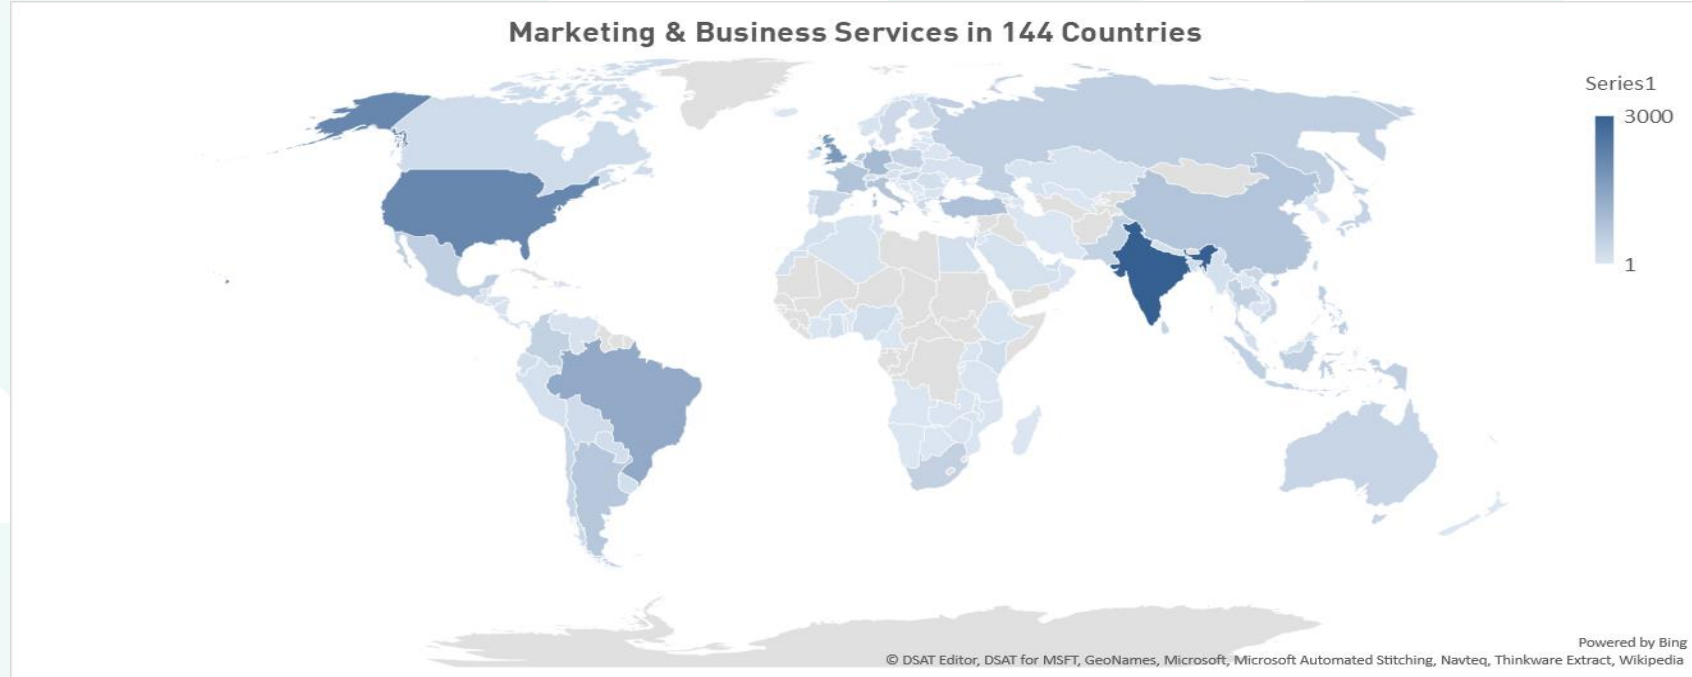 Marketing & Business Services in 144 Countries
Series1
3000
1
Powered by Bing
© DSAT Editor, DSAT for MSFT, GeoNames, Microsoft, Microsoft Automated Stitching, Navteq, Thinkware Extract, Wikipedia